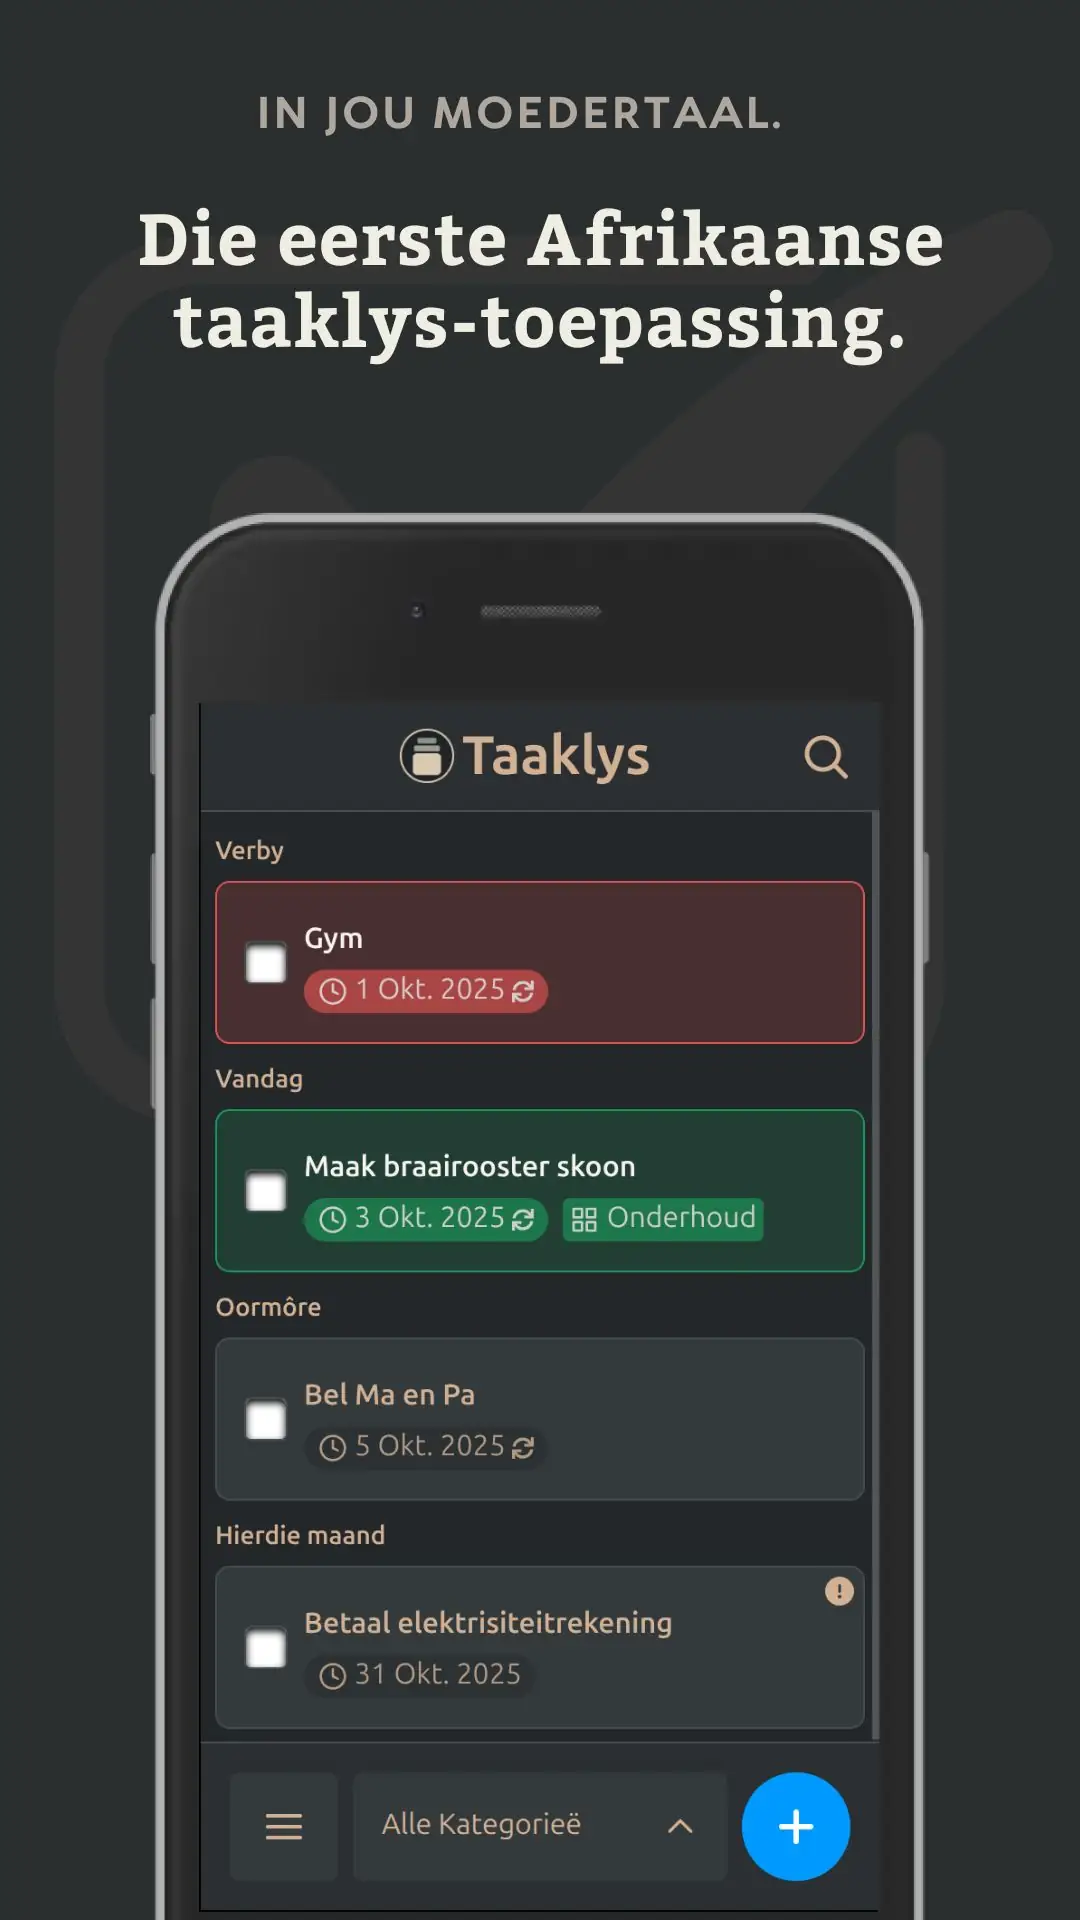 IN JOU MOEDERTAAL.
Die eerste Afrikaanse
taaklys-toepassing.
Taaklys
Verby
Gym
1 Okt. 2025
Vandag
Maak braairooster skoon
3 Okt. 2025 Onderhoud
Oormôre
Bel Ma en Pa
5 Okt. 2025
Hierdie maand
Betaal elektrisiteitrekening
31 Okt. 2025
Alle Kategorieë